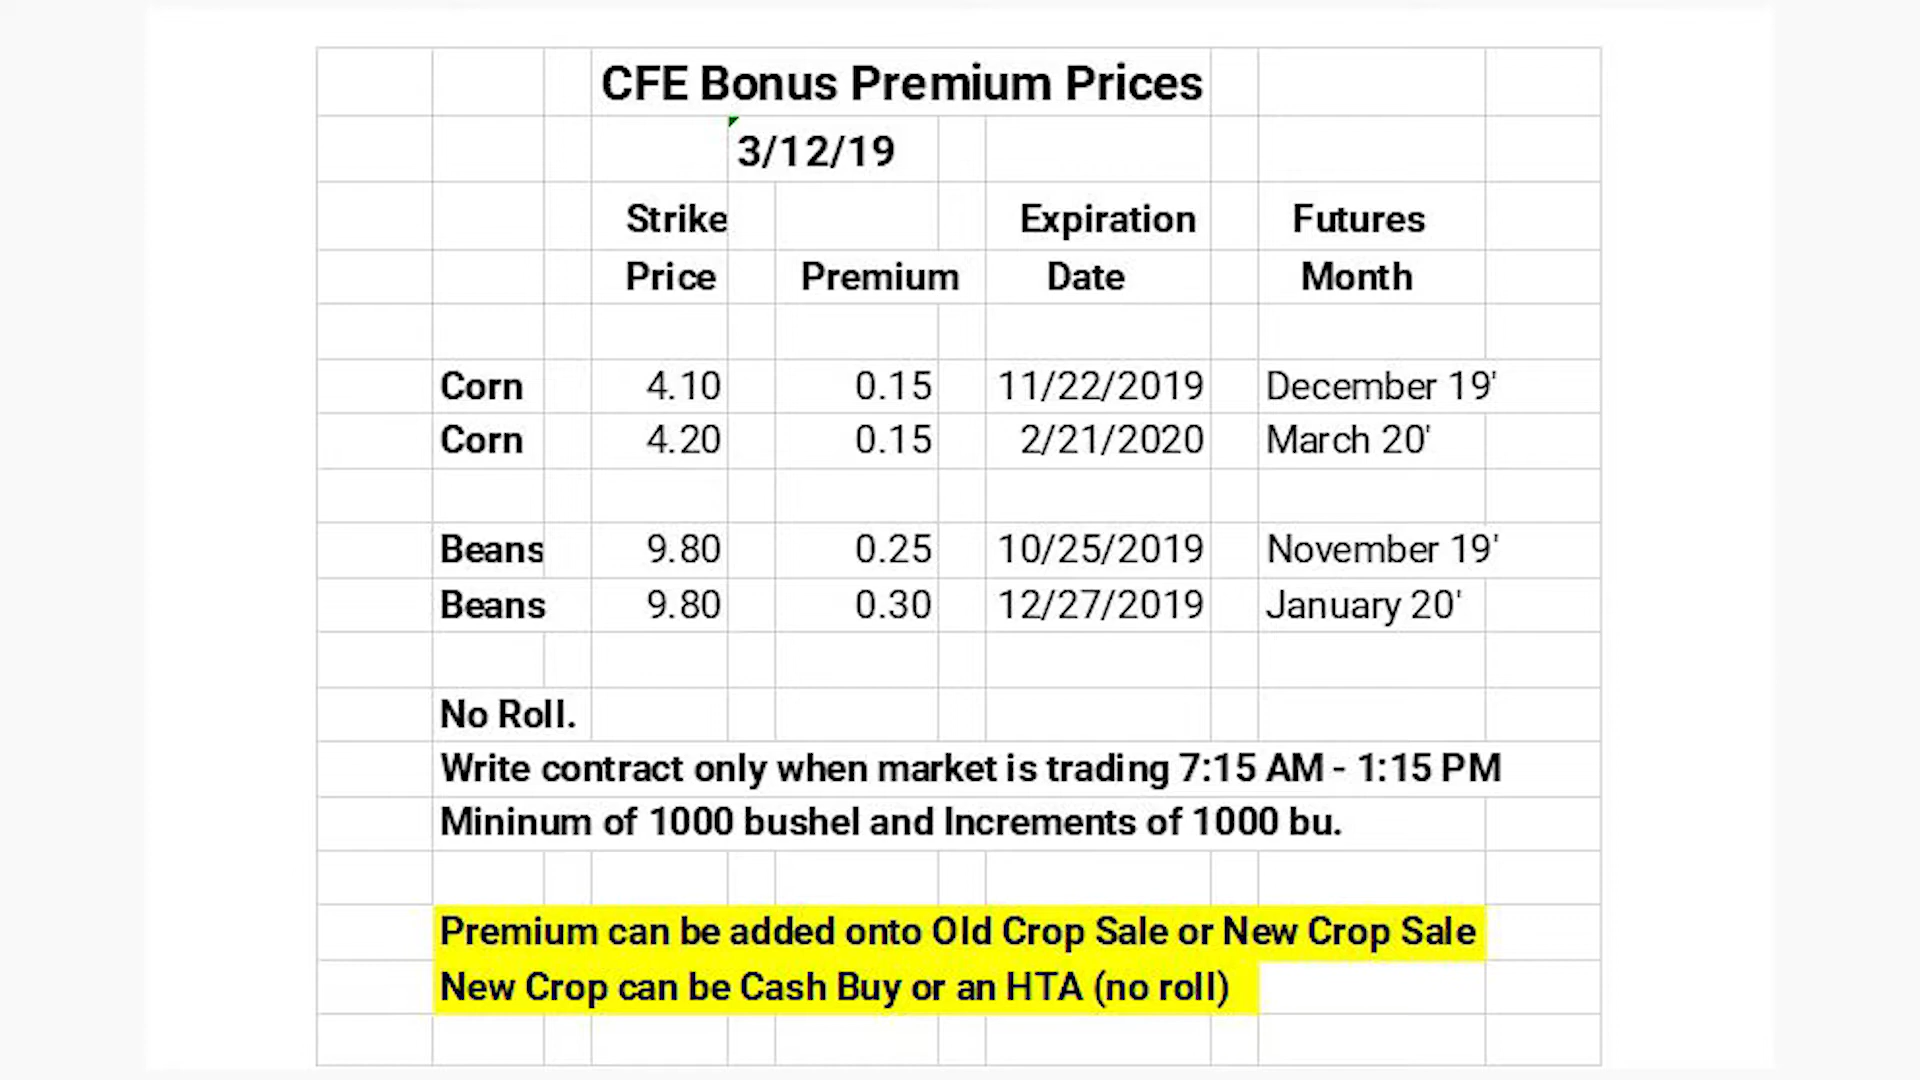 CFE Bonus Premium Prices
3/12/19
Strike Expiration Futures
Price Premium Date Month
Corn 4.10 0.15 11/22/2019 December 19'
Corn 4.20 0.15 2/21/2020 March 20'
Beans 9.80 0.25 10/25/2019 November 19'
Beans 9.80 0.30 12/27/2019 January 20'
No Roll.
Write contract only when market is trading 7:15 AM - 1:15 PM
Mininum of 1000 bushel and Increments of 1000 bu.
Premium can be added onto Old Crop Sale or New Crop Sale
New Crop can be Cash Buy or an HTA (no roll)